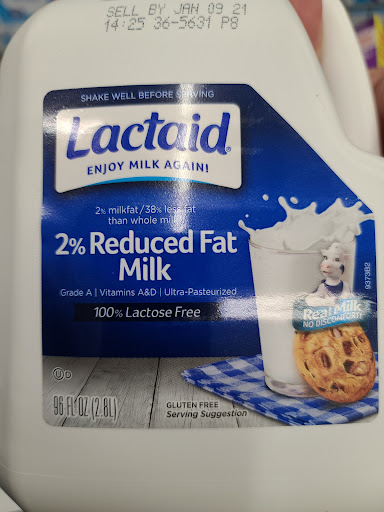 SELL BY JAN 09 21
14:25 36-5631 P8
SHAKE WELL BEFORE SERVING
Lactaid®
ENJOY MILK AGAIN!
2% milkfat/38% less fat
than whole milk
2% Reduced Fat
Milk
Grade A | Vitamins A&D | Ultra-Pasteurized
100% Lactose Free
Real Milk
NO DISCOMFORT!
937382
U D
96 FL OZ (2.8L)
GLUTEN FREE
Serving Suggestion